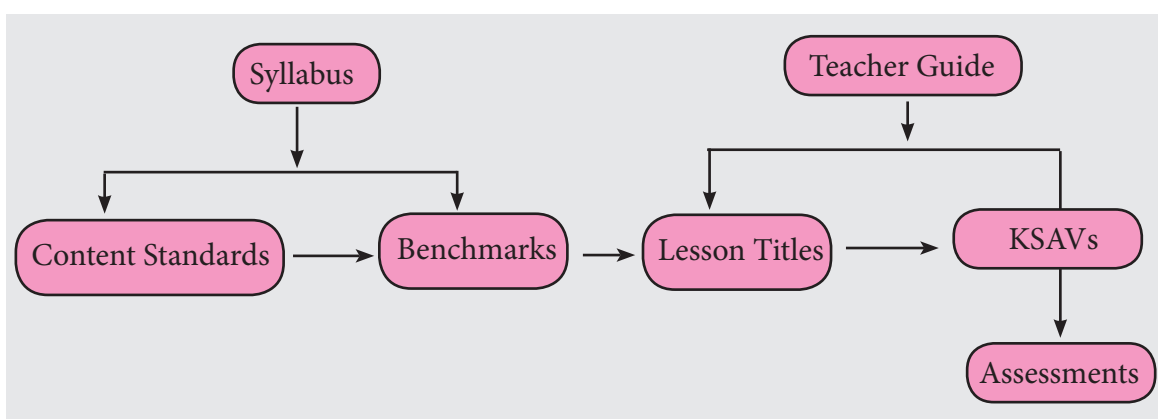 Syllabus
Teacher Guide
Content Standards
Benchmarks
Lesson Titles
KSAVs
Assessments